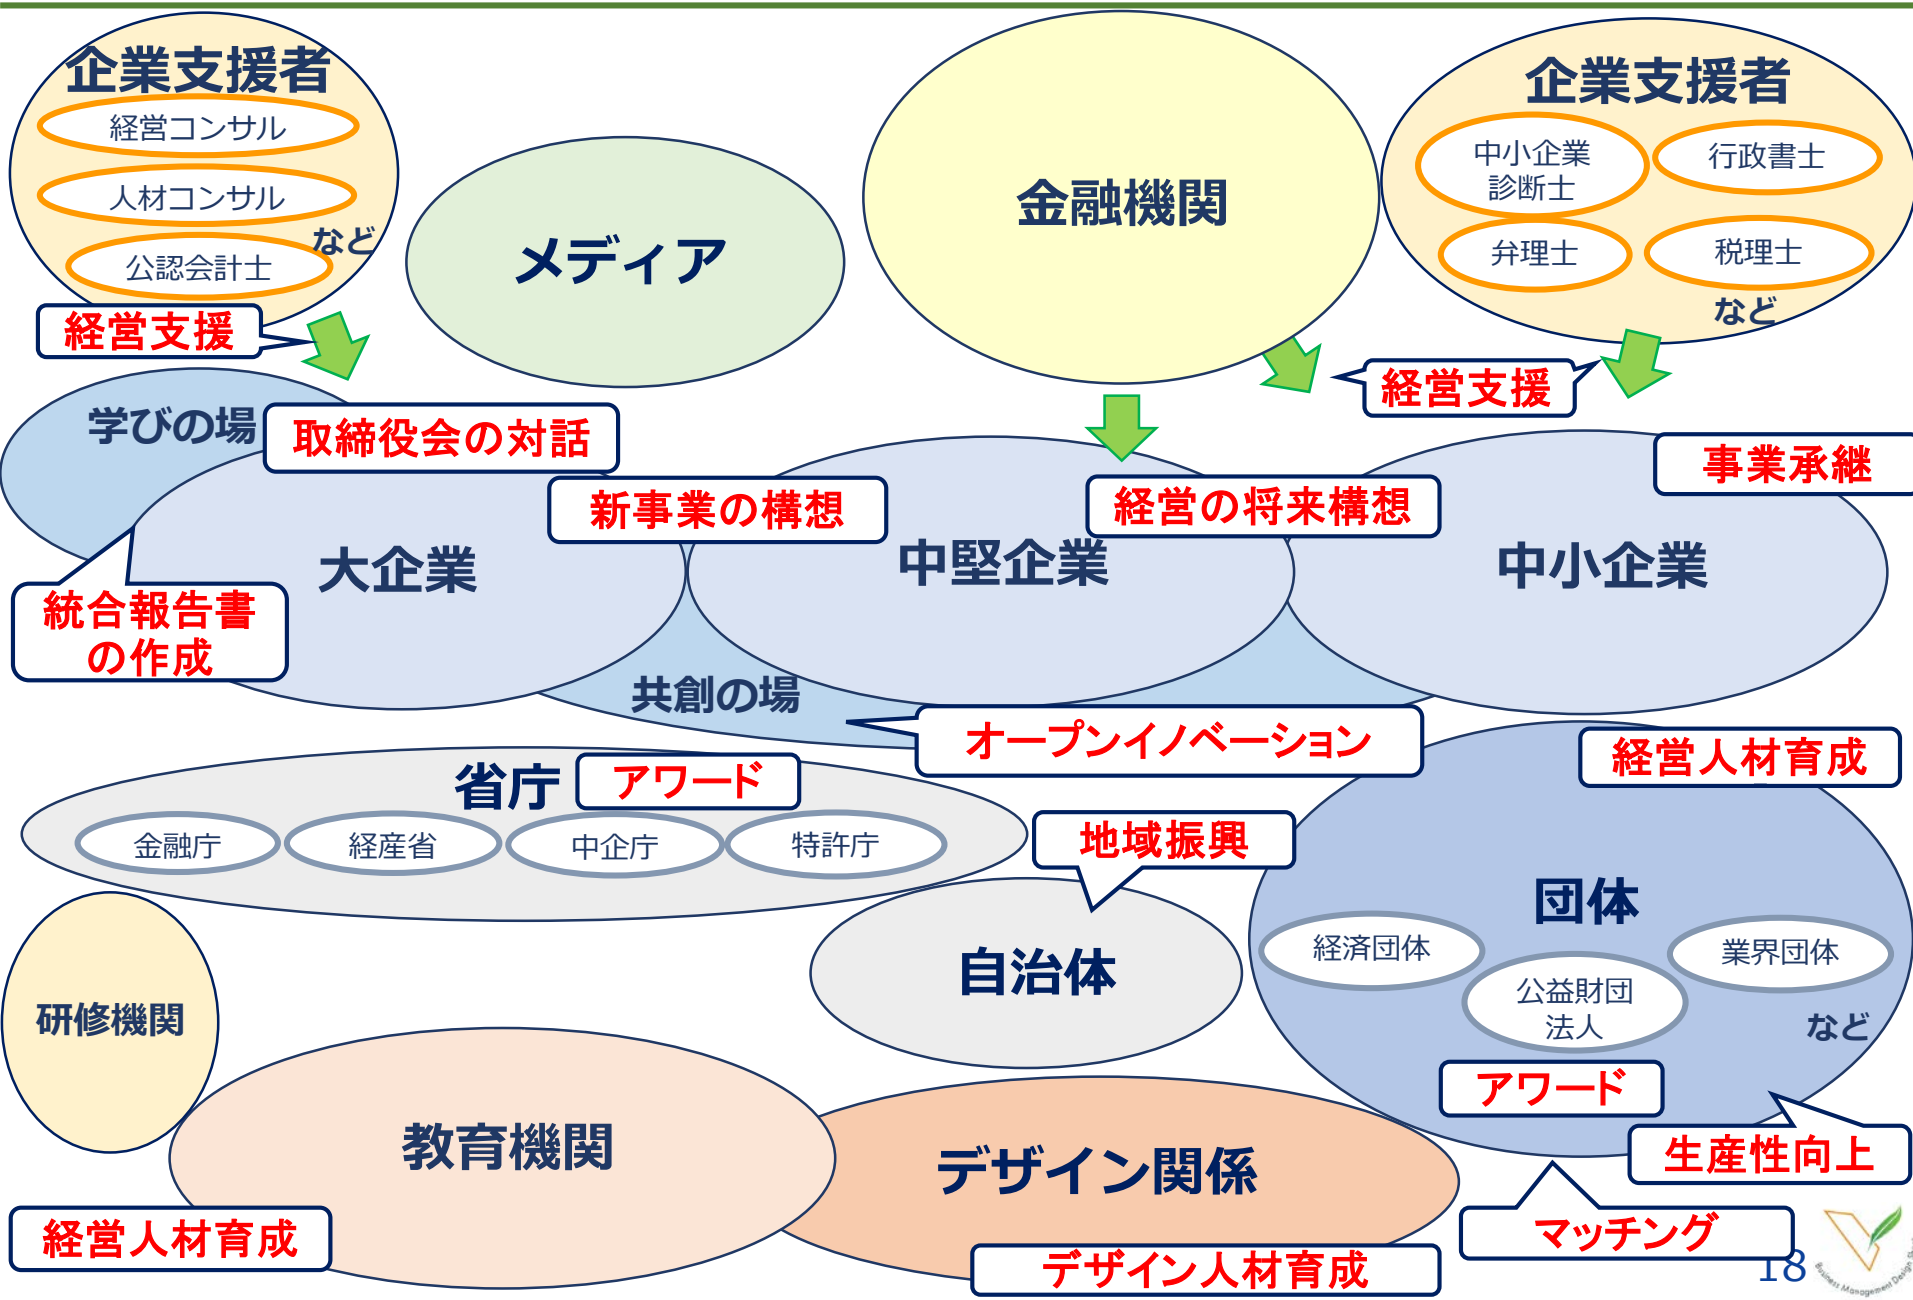 企業支援者
経営コンサル
人材コンサル
など
公認会計士
経営支援
メディア
金融機関
企業支援者
中小企業
診断士
行政書士
弁理士
税理士
など
経営支援
学びの場
取締役会の対話
新事業の構想
経営の将来構想
事業承継
大企業
中堅企業
中小企業
統合報告書
の作成
共創の場
オープンイノベーション
省庁
アワード
金融庁
経産省
中企庁
特許庁
地域振興
経営人材育成
団体
経済団体
公益財団
法人
業界団体
など
アワード
生産性向上
マッチング
自治体
研修機関
教育機関
経営人材育成
デザイン関係
デザイン人材育成
18
Business Management Design